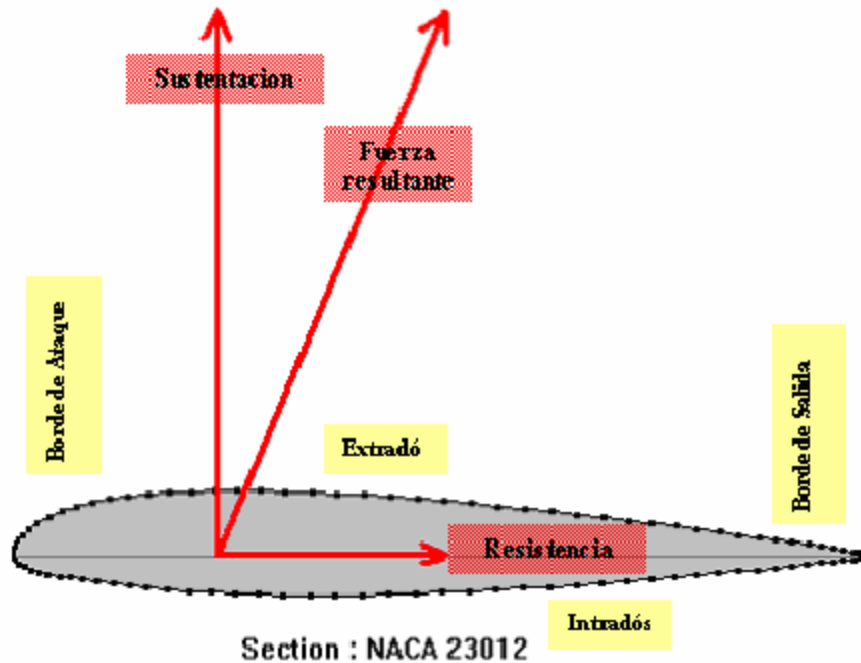 Sustentacion
Fuerza
resultante
Borde de Ataque
Borde de Salida
Extradó
Resistencia
Intradós
Section : NACA 23012